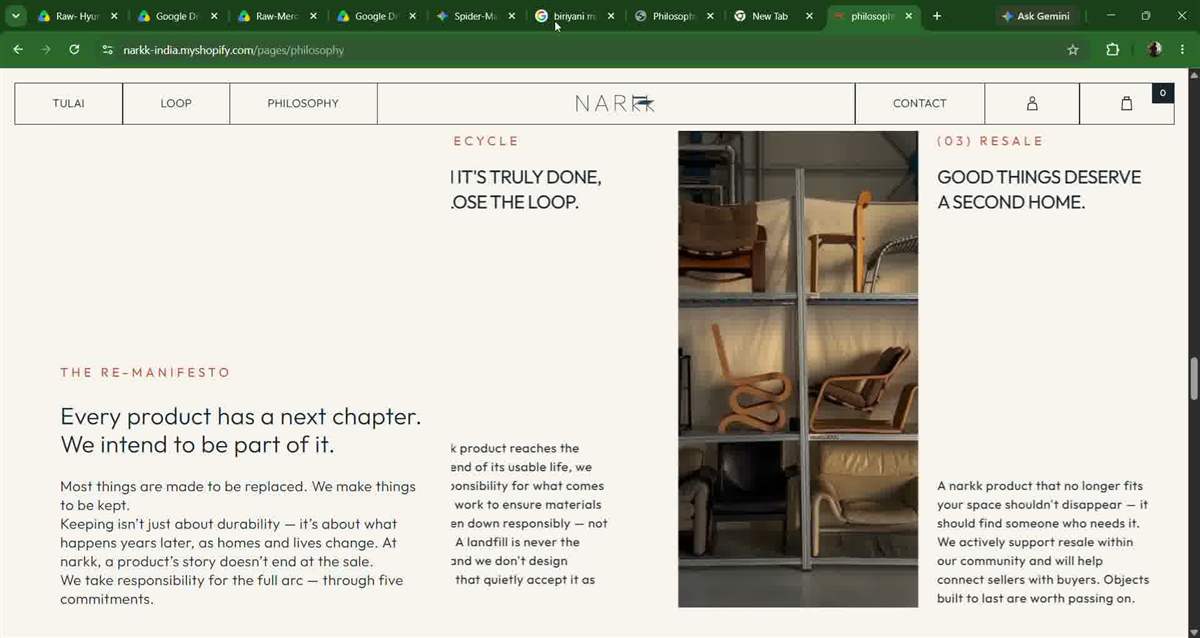 Raw- Hyu
Google Dr
Raw-Merc
Google Dr
Spider-Ma
biriyani m
Philosoph
New Tab
philosoph
Ask Gemini
narkk-india.myshopify.com/pages/philosophy
TULAI
LOOP
PHILOSOPHY
NARKK
CONTACT
0
ECYCLE
IT'S TRULY DONE,
LOSE THE LOOP.
(03) RESALE
GOOD THINGS DESERVE
A SECOND HOME.
THE RE-MANIFESTO
Every product has a next chapter.
We intend to be part of it.
Most things are made to be replaced. We make things
to be kept.
Keeping isn't just about durability — it's about what
happens years later, as homes and lives change. At
narkk, a product's story doesn't end at the sale.
We take responsibility for the full arc — through five
commitments.
k product reaches the
end of its usable life, we
ponsibility for what comes
work to ensure materials
en down responsibly — not
A landfill is never the
and we don't design
that quietly accept it as
A narkk product that no longer fits
your space shouldn't disappear — it
should find someone who needs it.
We actively support resale within
our community and will help
connect sellers with buyers. Objects
built to last are worth passing on.